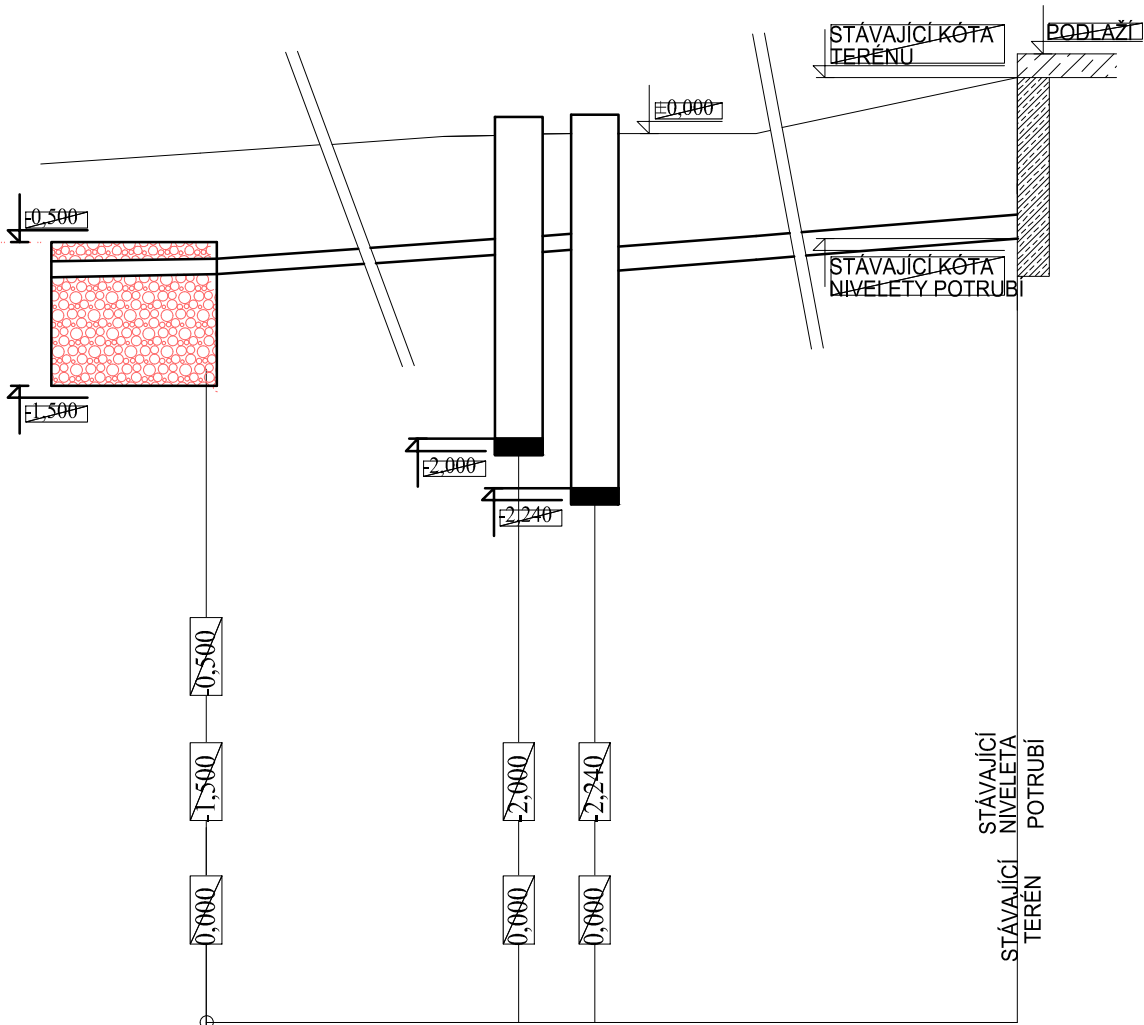 STÁVAJÍCÍ KÓTA
TERÉNU
PODLAŽÍ
±0,000
-0,500
STÁVAJÍCÍ KÓTA
NIVELETY POTRUBÍ
-1,500
-2,000
-2,240
-0,500
-1,500
-2,000
-2,240
STÁVAJÍCÍ
NIVELETA
POTRUBÍ
0,000
0,000
0,000
STÁVAJÍCÍ
TERÉN